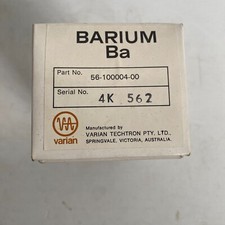 BARIUM
Ba
Part No. 56-100004-00
Serial No. 4K 562
varian
Manufactured by
VARIAN TECHTRON PTY. LTD.,
SPRINGVALE, VICTORIA, AUSTRALIA.